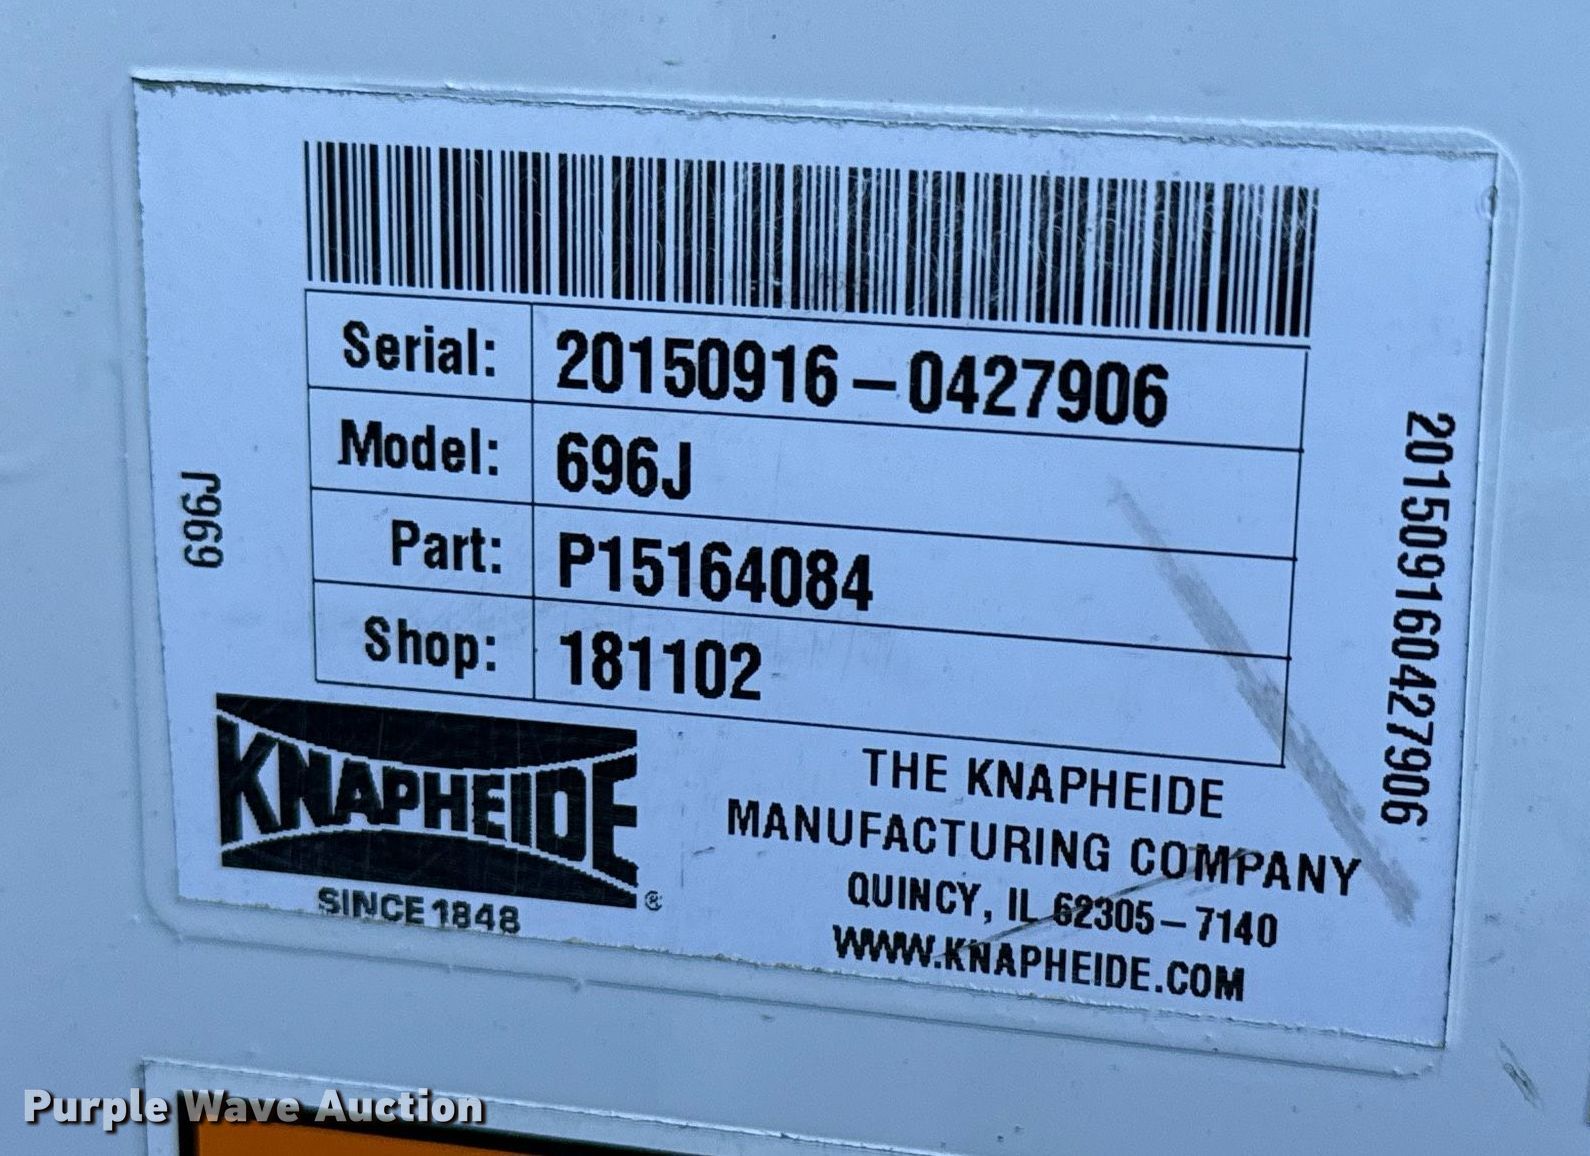 Serial: 20150916-0427906
Model: 696J
Part: P15164084
Shop: 181102
696J
201509160427906
KNAPHEIDE
®
SINCE 1848
THE KNAPHEIDE
MANUFACTURING COMPANY
QUINCY, IL 62305-7140
WWW.KNAPHEIDE.COM
Purple Wave Auction